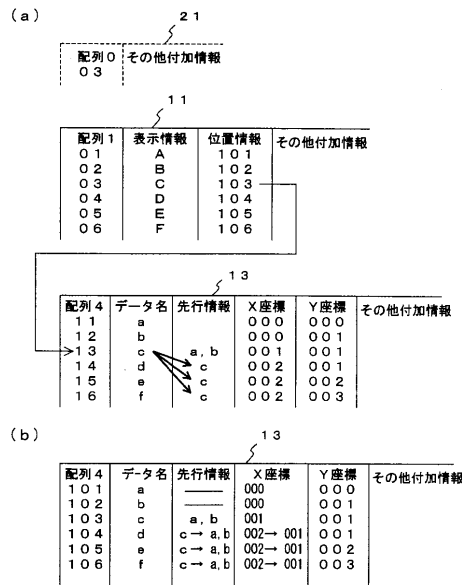 (a)
21
配列0 その他付加情報
03
11
配列1 表示情報 位置情報 その他付加情報
01 A 101
02 B 102
03 C 103
04 D 104
05 E 105
06 F 106
13
配列4 データ名 先行情報 X座標 Y座標 その他付加情報
11 a 000 000
12 b 000 001
13 c a,b 001 001
14 d c 002 001
15 e c 002 002
16 f c 002 003
(b)
13
配列4 データ名 先行情報 X座標 Y座標 その他付加情報
101 a —— 000 000
102 b —— 000 001
103 c a,b 001 001
104 d c→a,b 002→001 001
105 e c→a,b 002→001 002
106 f c→a,b 002→001 003